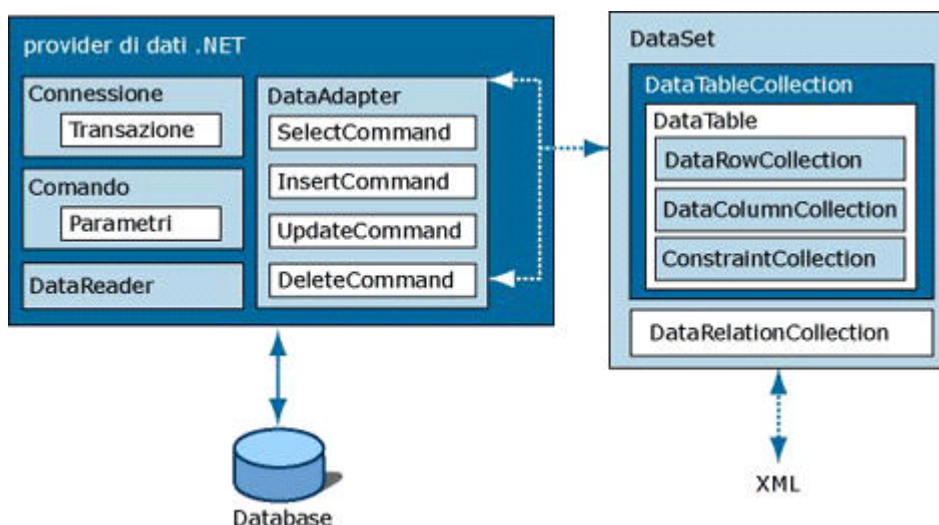 provider di dati .NET
Connessione
Transazione
Comando
Parametri
DataReader
DataAdapter
SelectCommand
InsertCommand
UpdateCommand
DeleteCommand
Database
DataSet
DataTableCollection
DataTable
DataRowCollection
DataColumnCollection
ConstraintCollection
DataRelationCollection
XML